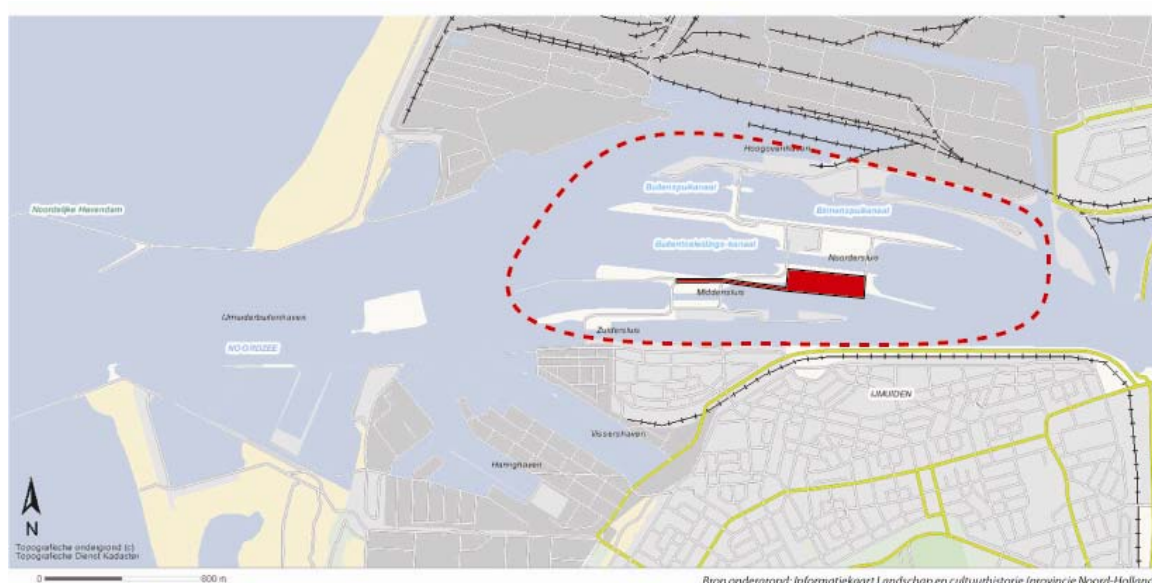 Hoogovenhaven
Buitenspuikanaal
Binnenspuikanaal
Noordelijke Havendam
Buitentoeleidings-kanaal
Noordersluis
Middensluis
IJmuiderbuitenhaven
Zuidersluis
NOORDZEE
IJMUIDEN
Vissershaven
Haringhaven
N
Topografische ondergrond (c)
Topografische Dienst Kadaster
0 800 m
Bron ondergrond: Informatiekaart Landschap en cultuurhistorie (provincie Noord-Holland